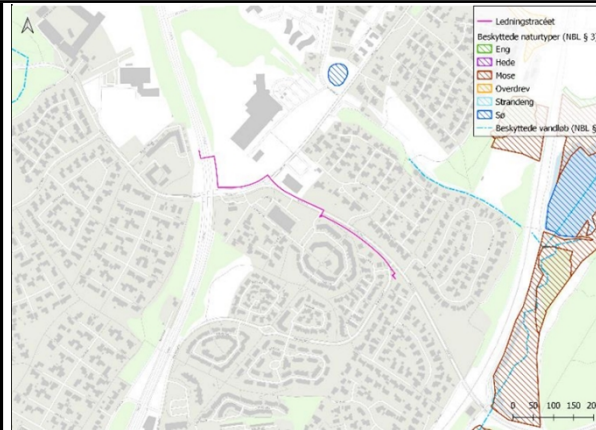 Ledningstracéet
Beskyttede naturtyper (NBL § 3)
Eng
Hede
Mose
Overdrev
Strandeng
Sø
Beskyttede vandløb (NBL §
0 50 100 150 20